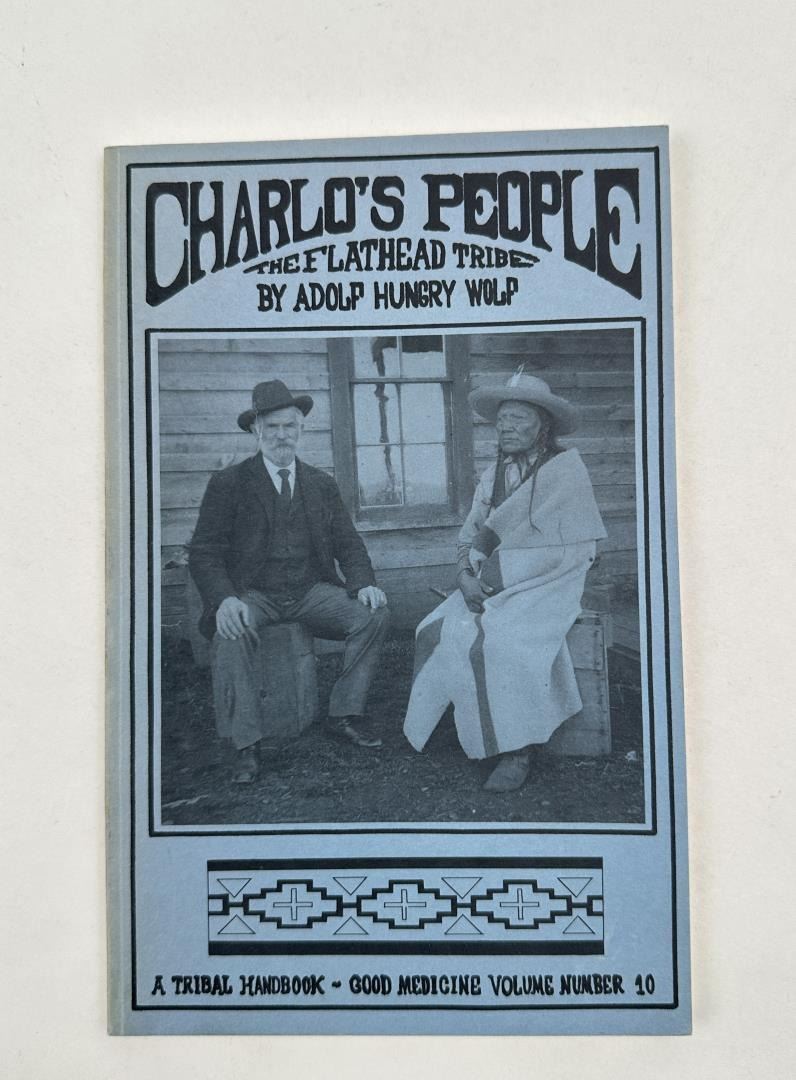 CHARLO'S PEOPLE
THE FLATHEAD TRIBE
BY ADOLF HUNGRY WOLF
A TRIBAL HANDBOOK ~ GOOD MEDICINE VOLUME NUMBER 10